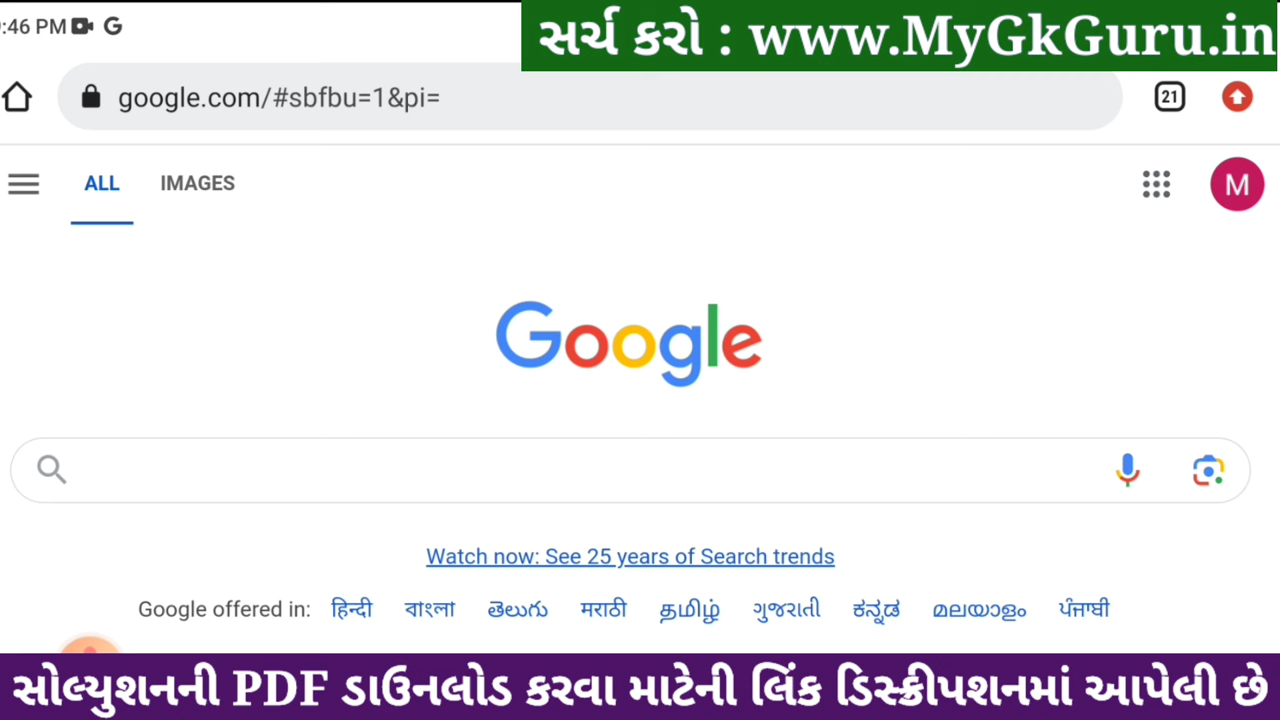 :46 PM G
સર્ચ કરો : www.MyGkGuru.in
google.com/#sbfbu=1&pi=
21
ALL IMAGES
M
Google
Watch now: See 25 years of Search trends
Google offered in: हिन्दी বাংলা తెలుగు मराठी தமிழ் ગુજરાતી ಕನ್ನಡ മലയാളം ਪੰਜਾਬੀ
સોલ્યુશનની PDF ડાઉનલોડ કરવા માટેની લિંક ડિસ્ક્રીપશનમાં આપેલી છે